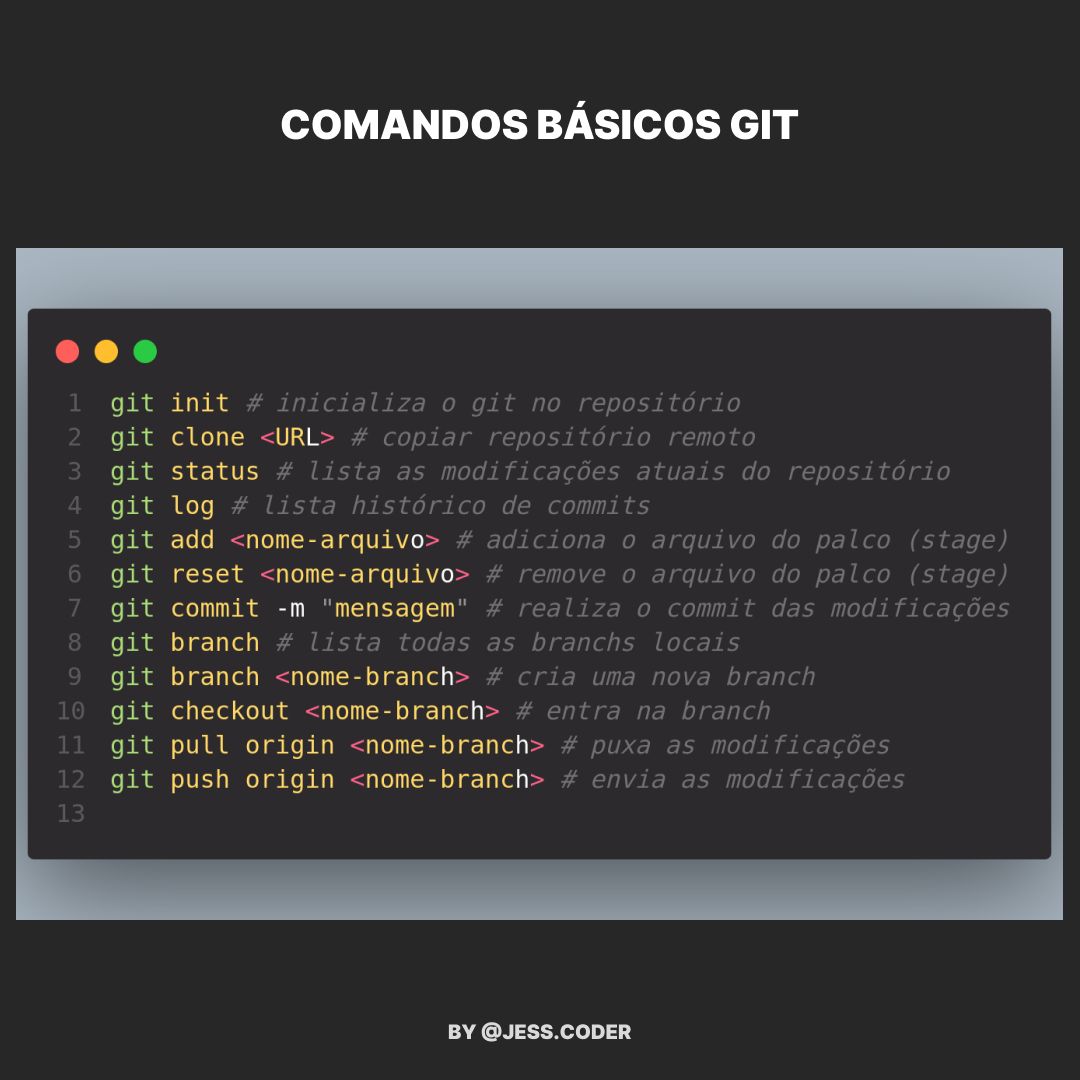 COMANDOS BÁSICOS GIT
1 git init # inicializa o git no repositório
2 git clone <URL> # copiar repositório remoto
3 git status # lista as modificações atuais do repositório
4 git log # lista histórico de commits
5 git add <nome-arquivo> # adiciona o arquivo do palco (stage)
6 git reset <nome-arquivo> # remove o arquivo do palco (stage)
7 git commit -m "mensagem" # realiza o commit das modificações
8 git branch # lista todas as branchs locais
9 git branch <nome-branch> # cria uma nova branch
10 git checkout <nome-branch> # entra na branch
11 git pull origin <nome-branch> # puxa as modificações
12 git push origin <nome-branch> # envia as modificações
13
BY @JESS.CODER